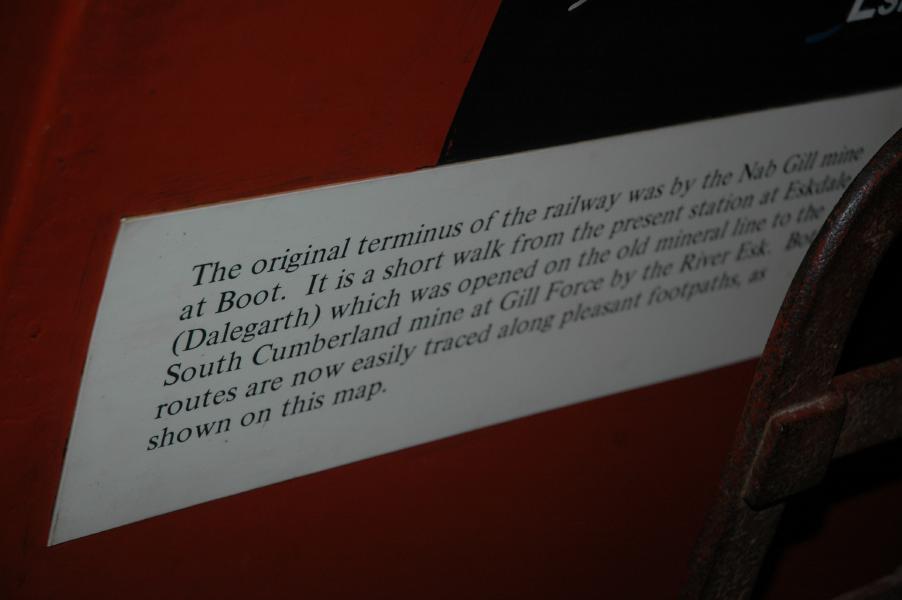 The original terminus of the railway was by the Nab Gill mine
at Boot. It is a short walk from the present station at Eskdale
(Dalegarth) which was opened on the old mineral line to the
South Cumberland mine at Gill Force by the River Esk.
routes are now easily traced along pleasant footpaths, as
shown on this map.